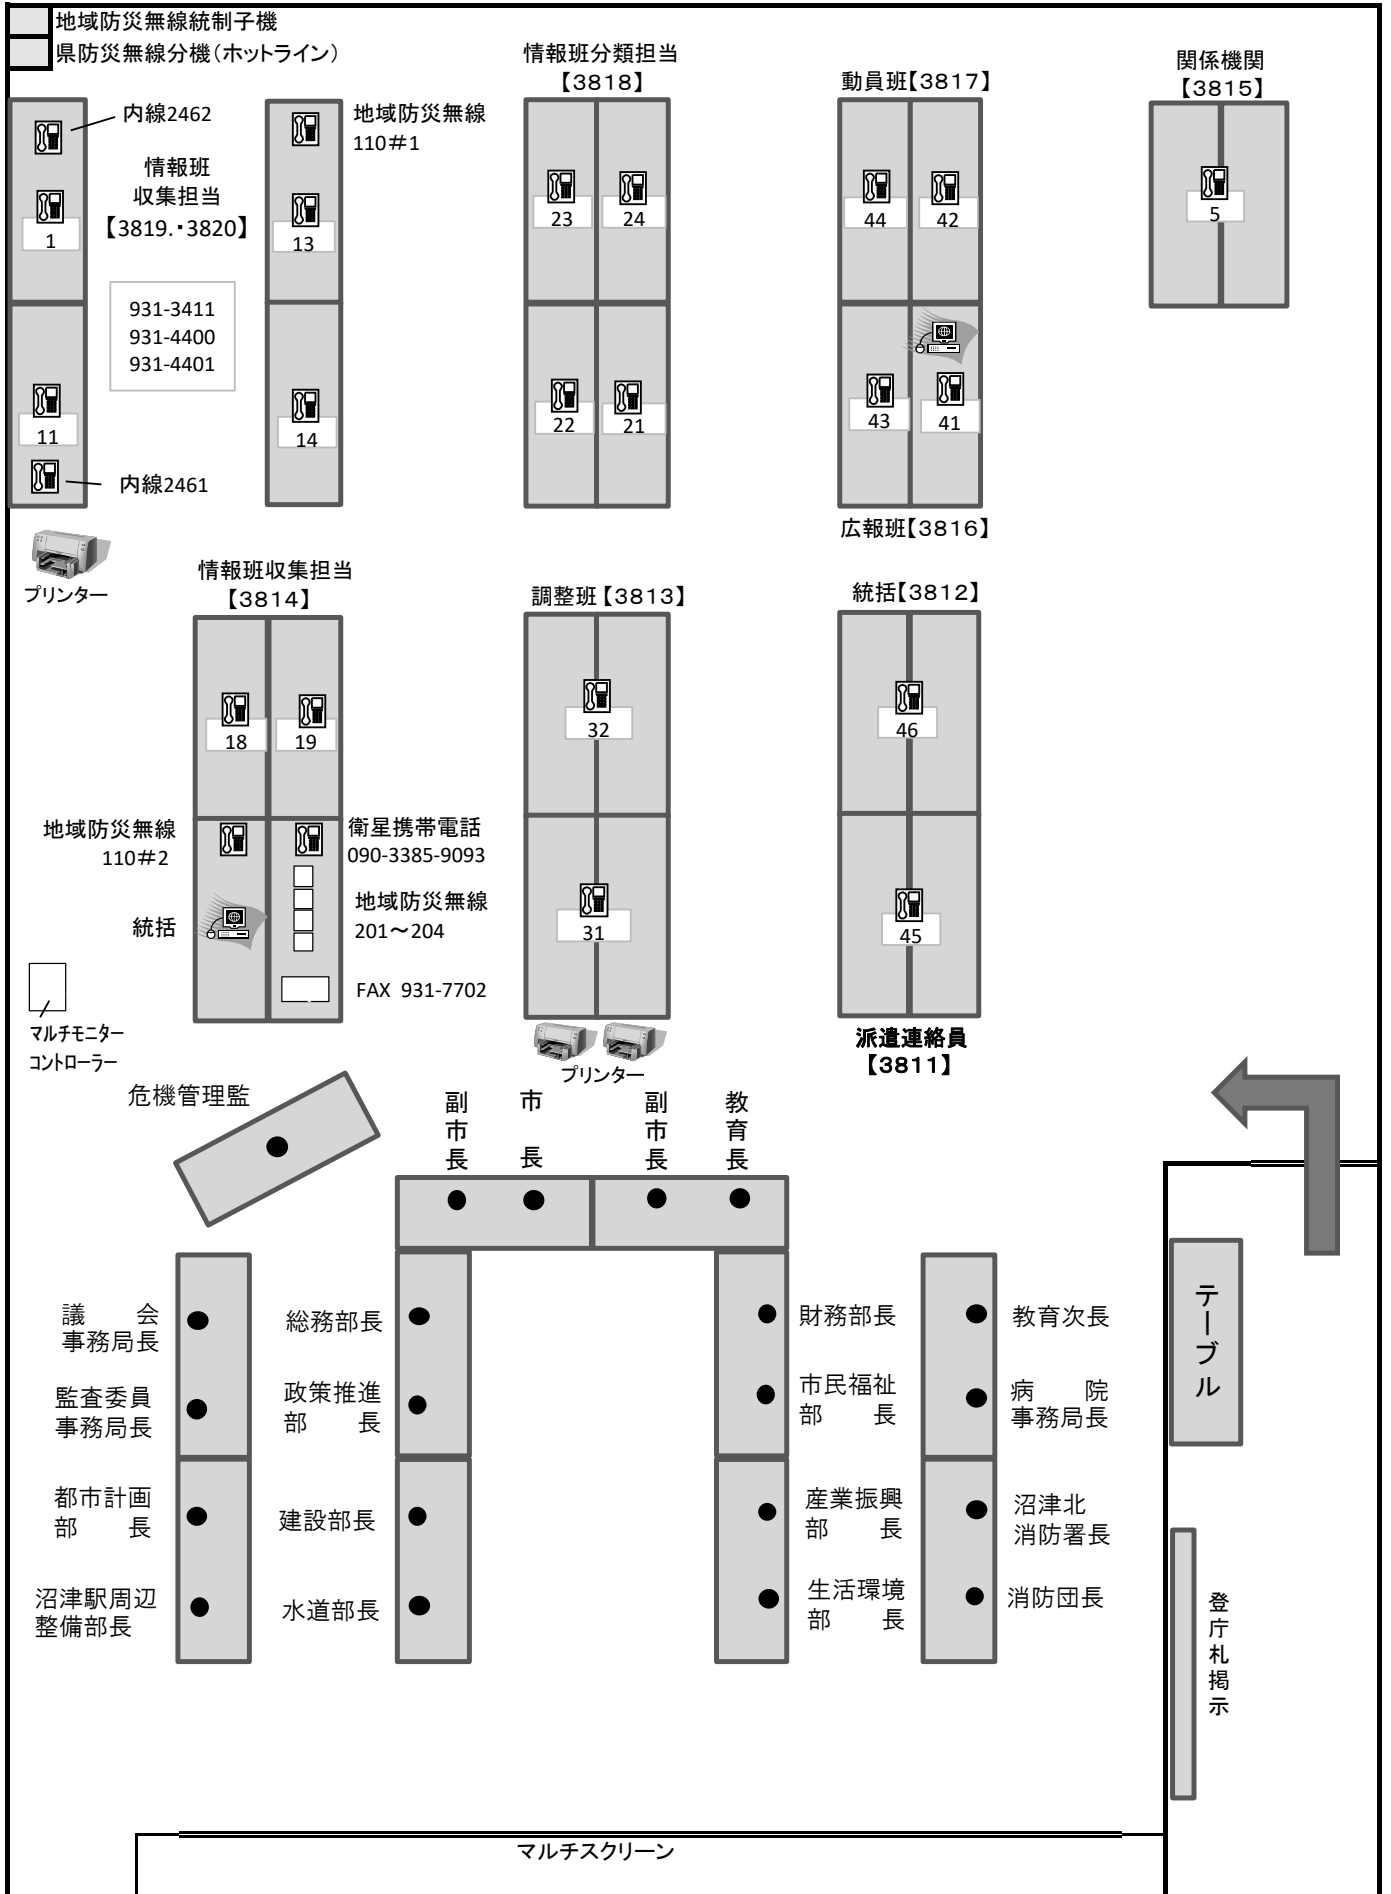 地域防災無線統制子機
県防災無線分機（ホットライン）
情報班分類担当
【3818】
動員班【3817】
関係機関
【3815】
内線2462
地域防災無線
110＃1
情報班
収集担当
【3819.・3820】
1
13
23
24
44
42
5
931-3411
931-4400
931-4401
11
14
22
21
43
41
内線2461
広報班【3816】
プリンター
情報班収集担当
【3814】
調整班【3813】
統括【3812】
18
19
32
46
地域防災無線
110＃2
衛星携帯電話
090-3385-9093
統括
地域防災無線
201～204
31
45
FAX 931-7702
マルチモニター
コントローラー
プリンター
派遣連絡員
【3811】
危機管理監
副市長
市長
副市長
教育長
議会
事務局長
総務部長
財務部長
教育次長
監査委員
事務局長
政策推進
部長
市民福祉
部長
病院
事務局長
都市計画
部長
建設部長
産業振興
部長
沼津北
消防署長
沼津駅周辺
整備部長
水道部長
生活環境
部長
消防団長
テーブル
登庁札掲示
マルチスクリーン